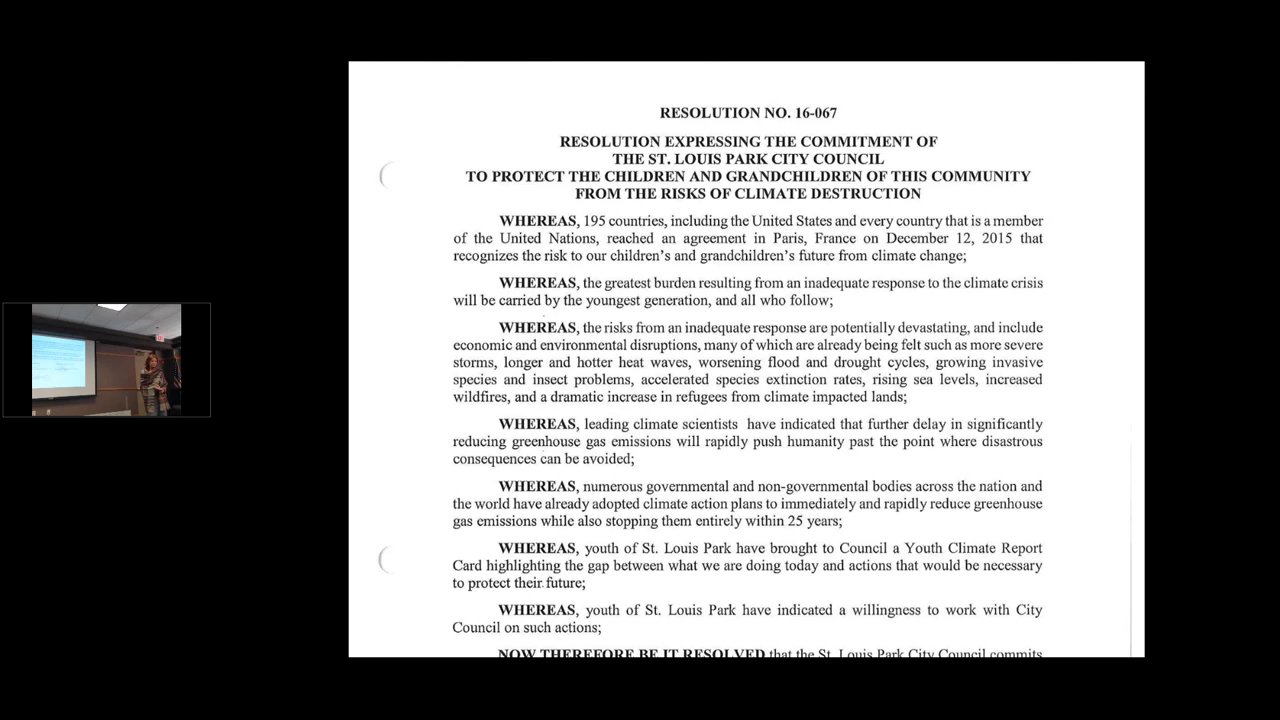 RESOLUTION NO. 16-067
RESOLUTION EXPRESSING THE COMMITMENT OF
THE ST. LOUIS PARK CITY COUNCIL
TO PROTECT THE CHILDREN AND GRANDCHILDREN OF THIS COMMUNITY
FROM THE RISKS OF CLIMATE DESTRUCTION
WHEREAS, 195 countries, including the United States and every country that is a member
of the United Nations, reached an agreement in Paris, France on December 12, 2015 that
recognizes the risk to our children's and grandchildren's future from climate change;
WHEREAS, the greatest burden resulting from an inadequate response to the climate crisis
will be carried by the youngest generation, and all who follow;
WHEREAS, the risks from an inadequate response are potentially devastating, and include
economic and environmental disruptions, many of which are already being felt such as more severe
storms, longer and hotter heat waves, worsening flood and drought cycles, growing invasive
species and insect problems, accelerated species extinction rates, rising sea levels, increased
wildfires, and a dramatic increase in refugees from climate impacted lands;
WHEREAS, leading climate scientists have indicated that further delay in significantly
reducing greenhouse gas emissions will rapidly push humanity past the point where disastrous
consequences can be avoided;
WHEREAS, numerous governmental and non-governmental bodies across the nation and
the world have already adopted climate action plans to immediately and rapidly reduce greenhouse
gas emissions while also stopping them entirely within 25 years;
WHEREAS, youth of St. Louis Park have brought to Council a Youth Climate Report
Card highlighting the gap between what we are doing today and actions that would be necessary
to protect their future;
WHEREAS, youth of St. Louis Park have indicated a willingness to work with City
Council on such actions;
NOW THEREFORE BE IT RESOLVED that the St. Louis Park City Council commits